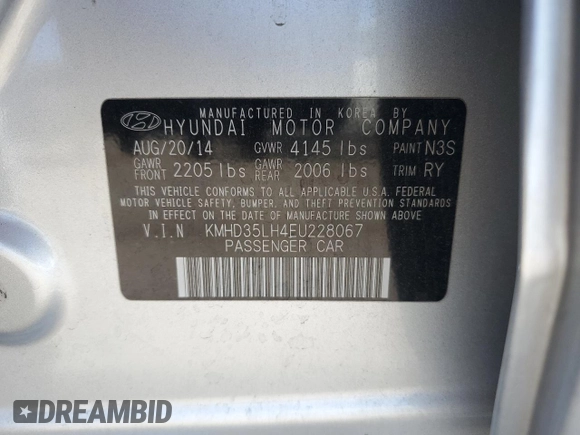 MANUFACTURED IN KOREA BY
HYUNDAI MOTOR COMPANY
AUG/20/14 GVWR 4145 lbs PAINT N3S
GAWR FRONT 2205 lbs GAWR REAR 2006 lbs TRIM RY
THIS VEHICLE CONFORMS TO ALL APPLICABLE U.S.A. FEDERAL
MOTOR VEHICLE SAFETY, BUMPER, AND THEFT PREVENTION STANDARDS
IN EFFECT ON THE DATE OF MANUFACTURE SHOWN ABOVE.
V.I.N KMHD35LH4EU228067
PASSENGER CAR
DREAMBID